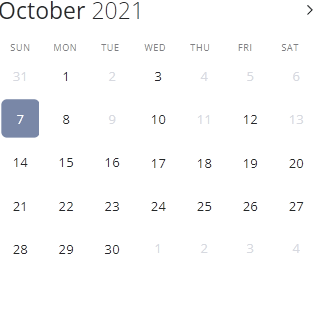 October 2021
SUN MON TUE WED THU FRI SAT
31 1 2 3 4 5 6
7 8 9 10 11 12 13
14 15 16 17 18 19 20
21 22 23 24 25 26 27
28 29 30 1 2 3 4